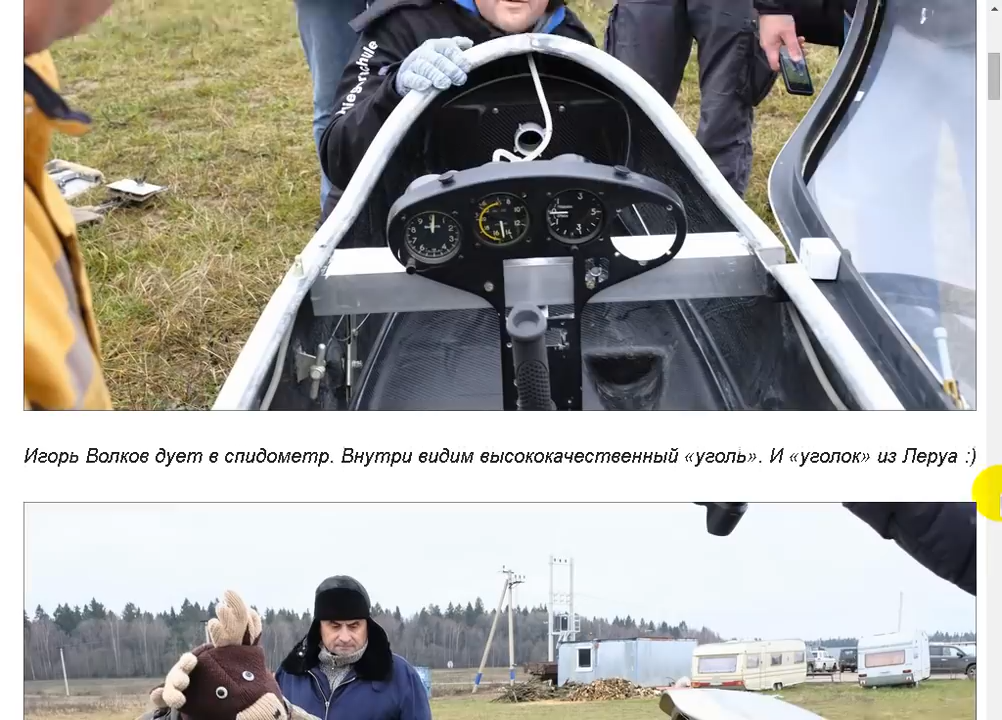 Игорь Волков дует в спидометр. Внутри видим высококачественный «уголь». И «уголок» из Леруа :)